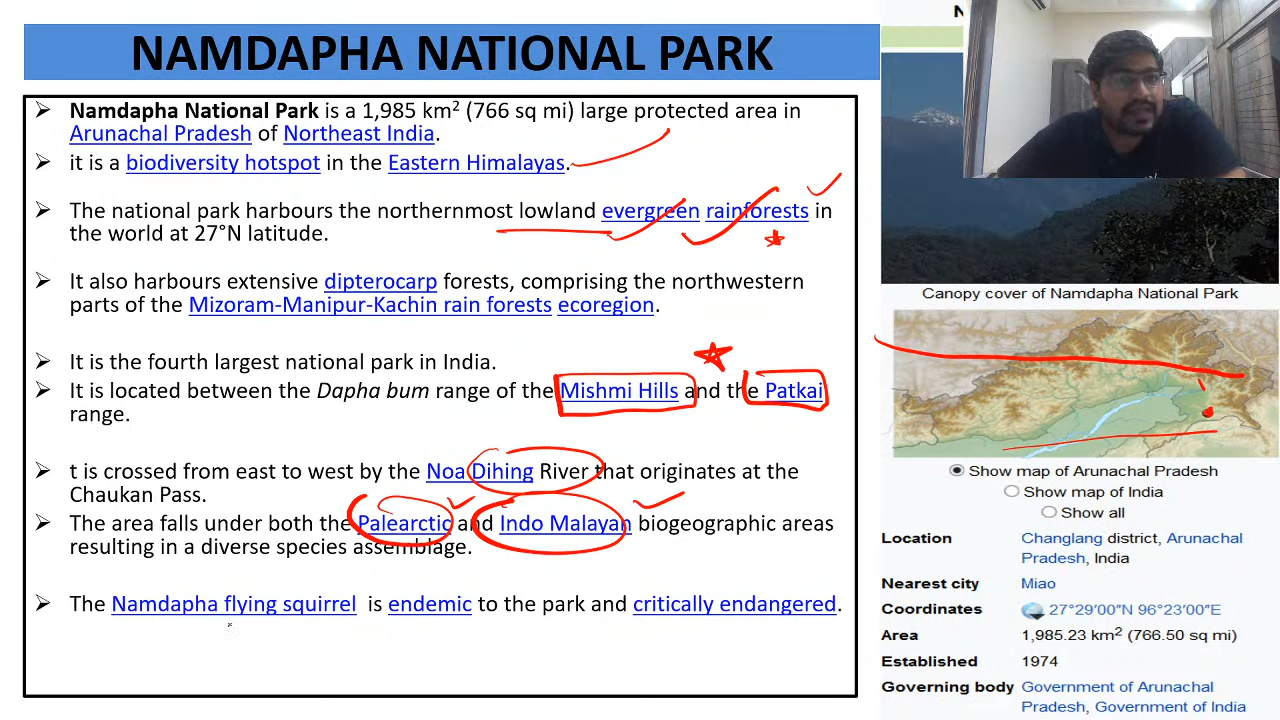 NAMDAPHA NATIONAL PARK
Namdapha National Park is a 1,985 km² (766 sq mi) large protected area in
Arunachal Pradesh of Northeast India.
it is a biodiversity hotspot in the Eastern Himalayas.
The national park harbours the northernmost lowland evergreen rainforests in
the world at 27°N latitude.
It also harbours extensive dipterocarp forests, comprising the northwestern
parts of the Mizoram-Manipur-Kachin rain forests ecoregion.
It is the fourth largest national park in India.
It is located between the Dapha bum range of the Mishmi Hills and the Patkai
range.
t is crossed from east to west by the Noa Dihing River that originates at the
Chaukan Pass.
The area falls under both the Palearctic and Indo Malayan biogeographic areas
resulting in a diverse species assemblage.
The Namdapha flying squirrel is endemic to the park and critically endangered.
Canopy cover of Namdapha National Park
Show map of Arunachal Pradesh
Show map of India
Show all
Location Changlang district, Arunachal
Pradesh, India
Nearest city Miao
Coordinates 27°29′00″N 96°23′00″E
Area 1,985.23 km² (766.50 sq mi)
Established 1974
Governing body Government of Arunachal
Pradesh, Government of India